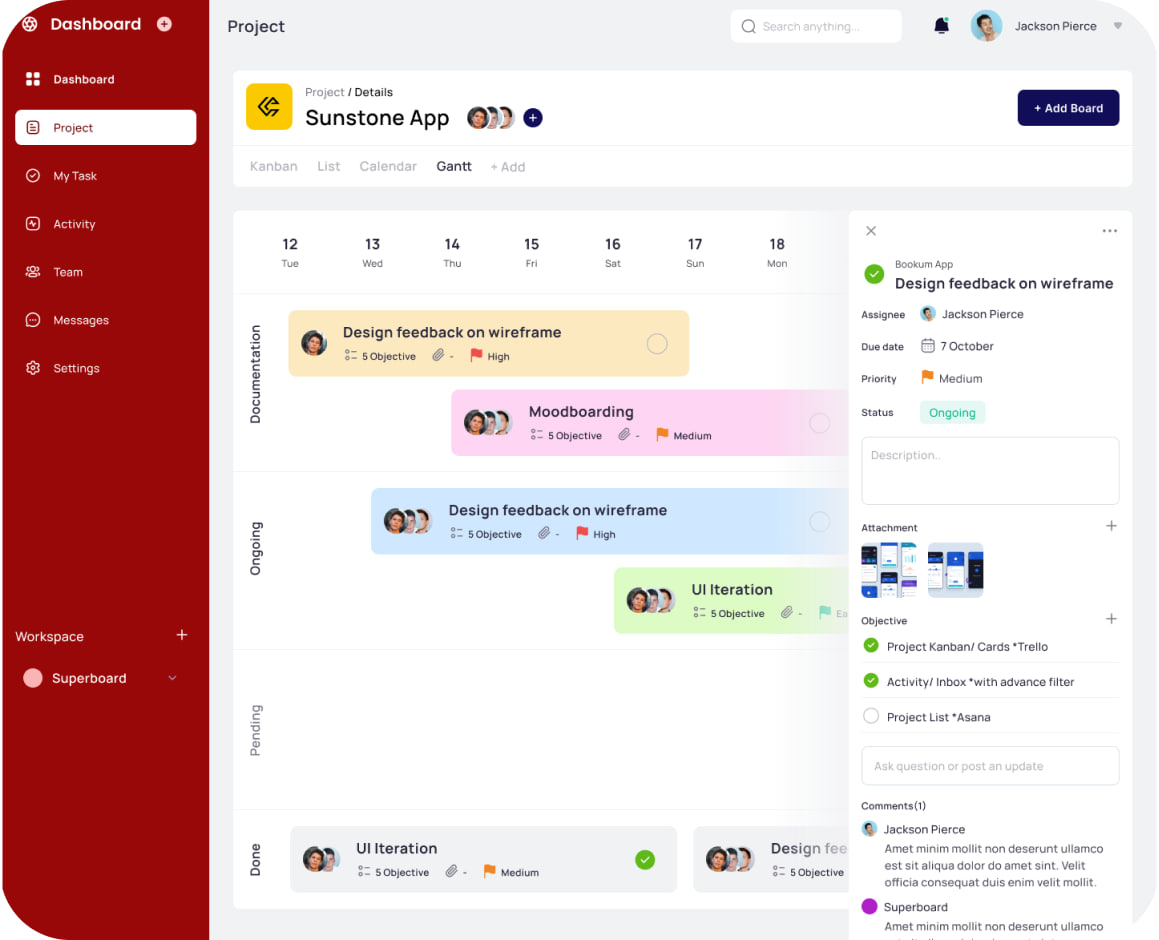 Dashboard
Dashboard
Project
My Task
Activity
Team
Messages
Settings
Workspace
Superboard
Project
Search anything...
Jackson Pierce
Project / Details
Sunstone App
+ Add Board
Kanban List Calendar Gantt + Add
12 13 14 15 16 17 18
Tue Wed Thu Fri Sat Sun Mon
Documentation
Design feedback on wireframe
5 Objective - High
Moodboarding
5 Objective - Medium
Ongoing
Design feedback on wireframe
5 Objective - High
UI Iteration
5 Objective - Ea
Pending
Done
UI Iteration
5 Objective - Medium
Design fee
5 Objective
Bookum App
Design feedback on wireframe
Assignee Jackson Pierce
Due date 7 October
Priority Medium
Status Ongoing
Description..
Attachment
Objective
Project Kanban/ Cards *Trello
Activity/ Inbox *with advance filter
Project List *Asana
Ask question or post an update
Comments(1)
Jackson Pierce
Amet minim mollit non deserunt ullamco
est sit aliqua dolor do amet sint. Velit
officia consequat duis enim velit mollit.
Superboard
Amet minim mollit non deserunt ullamco